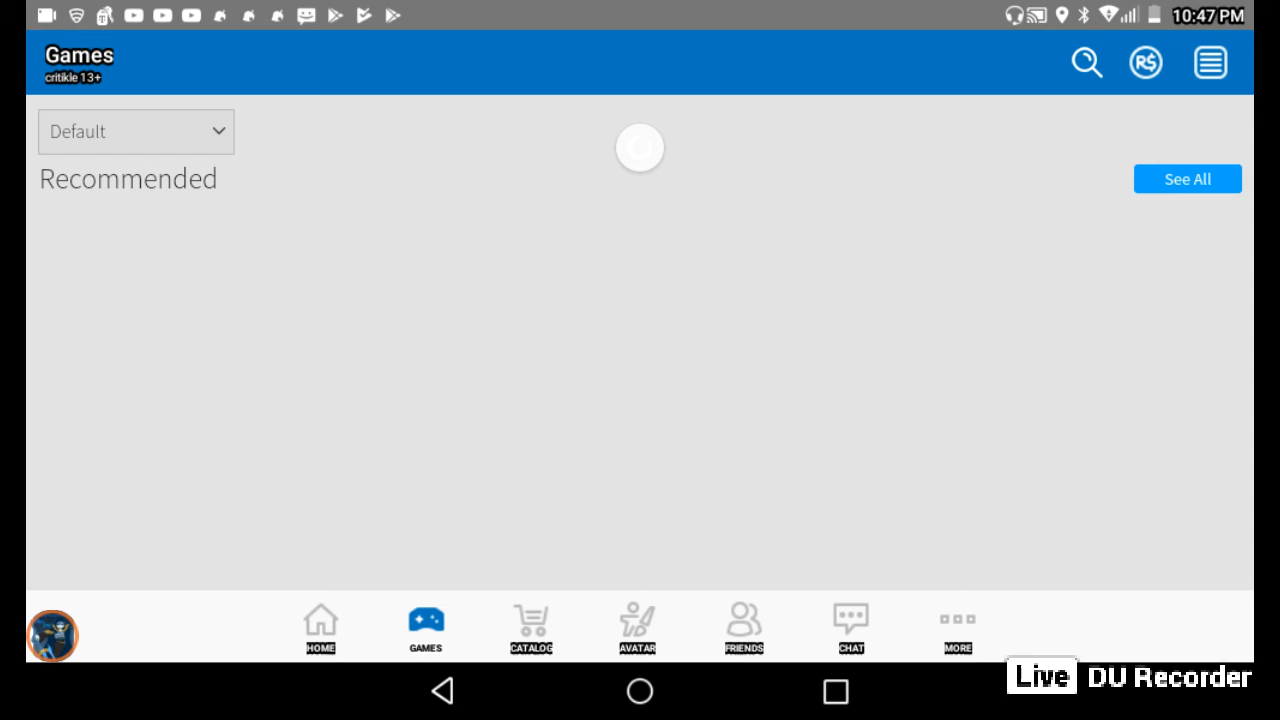 10:47 PM
Games
critikle 13+
R$
Default
Recommended
See All
HOME
GAMES
CATALOG
AVATAR
FRIENDS
CHAT
MORE
Live DU Recorder